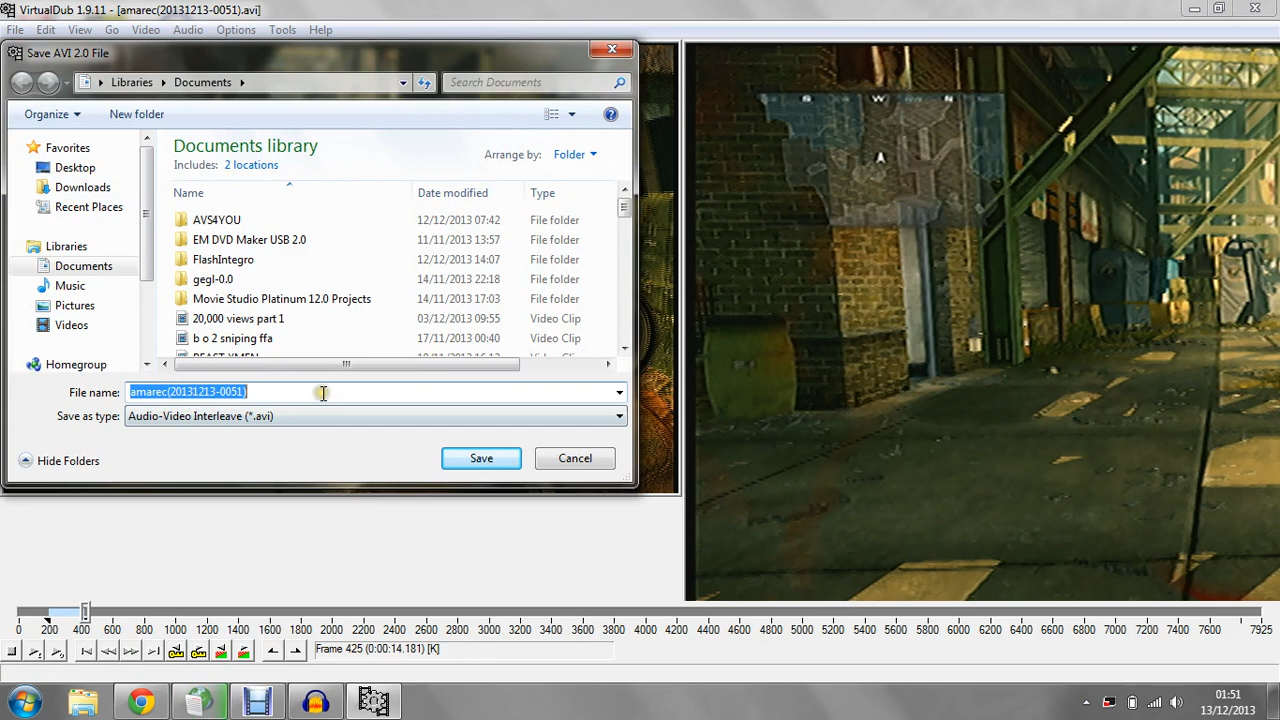 VirtualDub 1.9.11 - [amarec(20131213-0051).avi]
File Edit View Go Video Audio Options Tools Help
Save AVI 2.0 File
Libraries Documents
Search Documents
Organize New folder
Favorites
Desktop
Downloads
Recent Places
Libraries
Documents
Music
Pictures
Videos
Homegroup
Documents library
Includes: 2 locations
Arrange by: Folder
Name Date modified Type
AVS4YOU 12/12/2013 07:42 File folder
EM DVD Maker USB 2.0 11/11/2013 13:57 File folder
FlashIntegro 12/12/2013 14:07 File folder
gegl-0.0 14/11/2013 22:18 File folder
Movie Studio Platinum 12.0 Projects 14/11/2013 17:03 File folder
20,000 views part 1 03/12/2013 09:55 Video Clip
b o 2 sniping ffa 17/11/2013 00:40 Video Clip
File name: amarec(20131213-0051)
Save as type: Audio-Video Interleave (*.avi)
Hide Folders
Save
Cancel
W N
0 200 400 600 800 1000 1200 1400 1600 1800 2000 2200 2400 2600 2800 3000 3200 3400 3600 3800 4000 4200 4400 4600 4800 5000 5200 5400 5600 5800 6000 6200 6400 6600 6800 7000 7200 7400 7600 7925
Frame 425 (0:00:14.181) [K]
01:51
13/12/2013